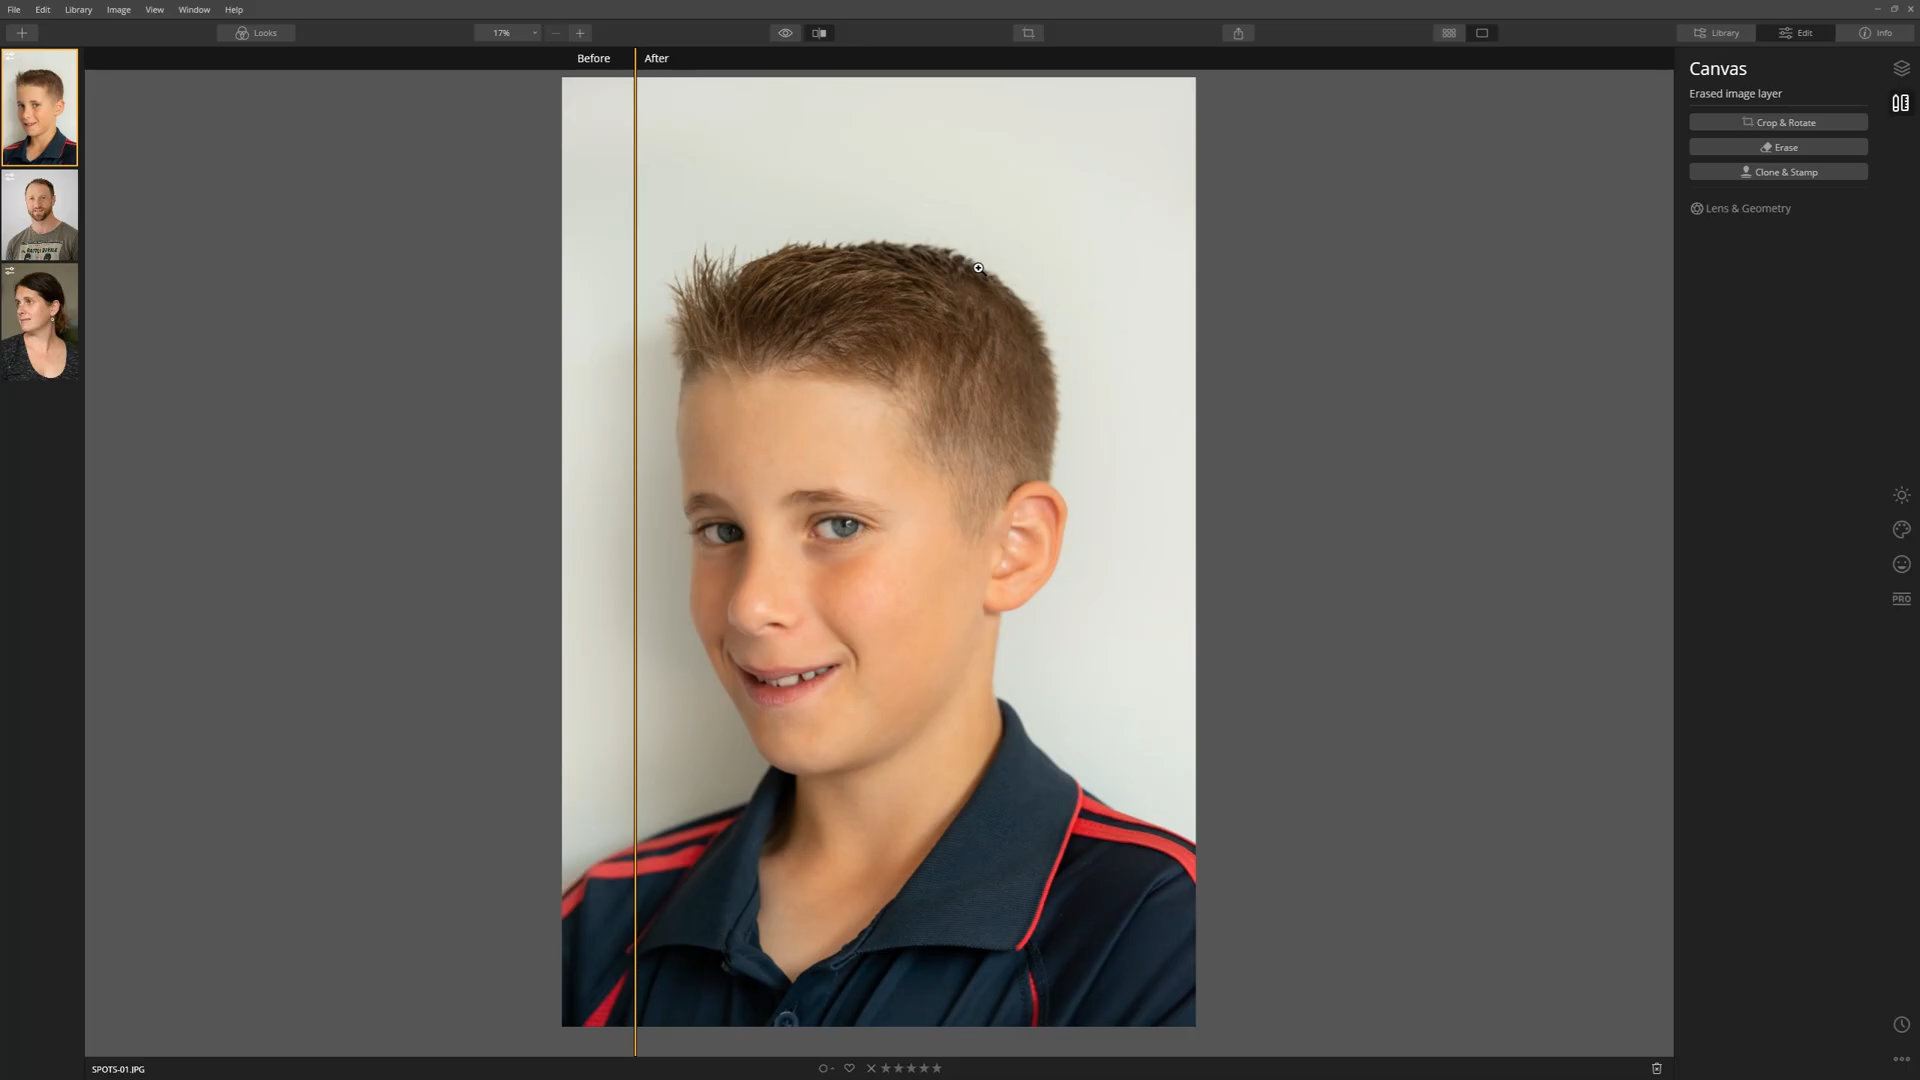 File Edit Library Image View Window Help
Looks 17% Library Edit Info
Before After
Canvas
Erased image layer
Crop & Rotate
Erase
Clone & Stamp
Lens & Geometry
PRO
SPOTS-01.JPG